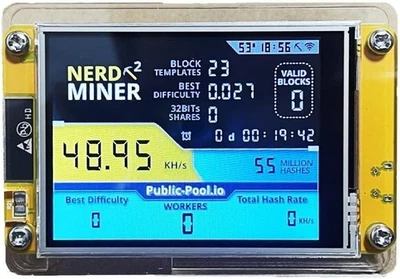 53° 18:56
NERD 2
MINER
BLOCK TEMPLATES 23
BEST DIFFICULTY 0.027
32BITS SHARES 0
VALID BLOCKS
0
0 d 00:19:42
48.95 KH/s
55 MILLION HASHES
Public-Pool.io
Best Difficulty WORKERS Total Hash Rate
0 0 0 KH/s
HD